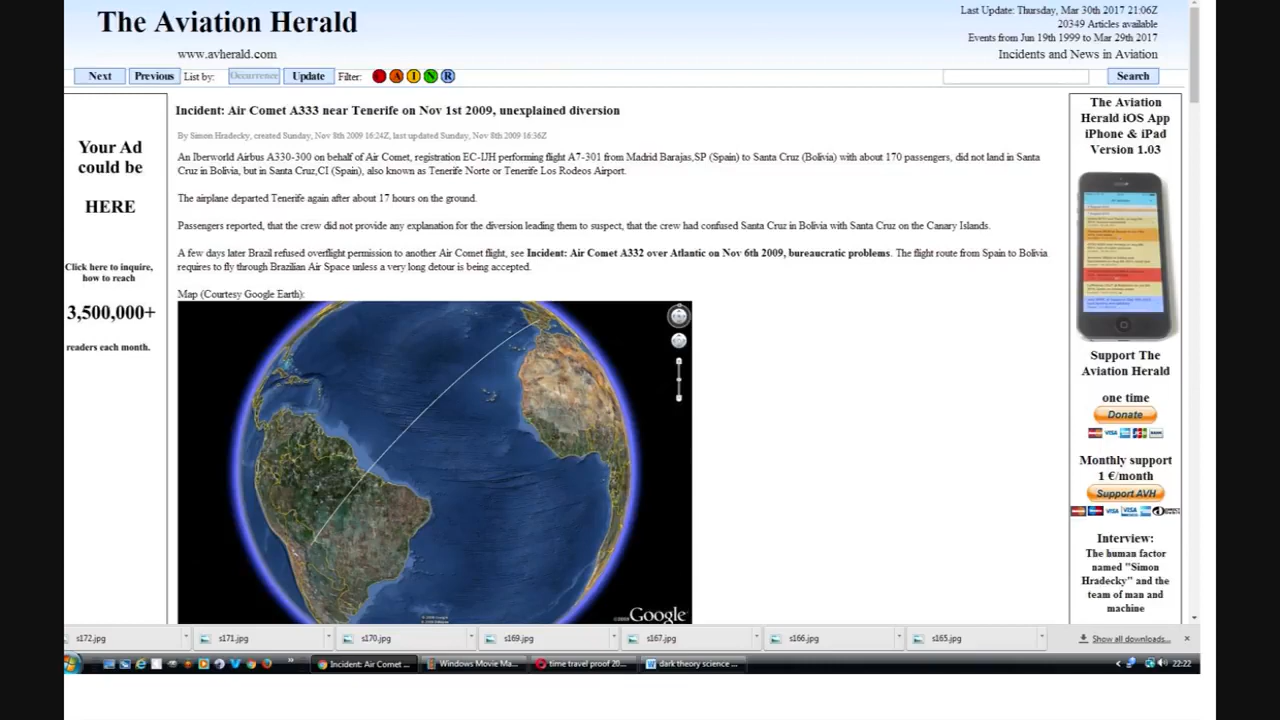 The Aviation Herald
www.avherald.com
Last Update: Thursday, Mar 30th 2017 21:06Z
20349 Articles available
Events from Jun 19th 1999 to Mar 29th 2017
Incidents and News in Aviation
Next Previous List by: Occurrence Update Filter: A I N R Search
Your Ad
could be
HERE
Click here to inquire,
how to reach
3,500,000+
readers each month.
Incident: Air Comet A333 near Tenerife on Nov 1st 2009, unexplained diversion
By Simon Hradecky, created Sunday, Nov 8th 2009 16:24Z, last updated Sunday, Nov 8th 2009 16:36Z
An Iberworld Airbus A330-300 on behalf of Air Comet, registration EC-IJH performing flight A7-301 from Madrid Barajas,SP (Spain) to Santa Cruz (Bolivia) with about 170 passengers, did not land in Santa
Cruz in Bolivia, but in Santa Cruz,CI (Spain), also known as Tenerife Norte or Tenerife Los Rodeos Airport.
The airplane departed Tenerife again after about 17 hours on the ground.
Passengers reported, that the crew did not provide any explanation for the diversion leading them to suspect, that the crew had confused Santa Cruz in Bolivia with Santa Cruz on the Canary Islands.
A few days later Brazil refused overflight permission to another Air Comet flight, see Incident: Air Comet A332 over Atlantic on Nov 6th 2009, bureaucratic problems. The flight route from Spain to Bolivia
requires to fly through Brazilian Air Space unless a very long detour is being accepted.
Map (Courtesy Google Earth):
Google
The Aviation
Herald iOS App
iPhone & iPad
Version 1.03
Support The
Aviation Herald
one time
Donate
VISA
Monthly support
1 €/month
Support AVH
VISA
Interview:
The human factor
named "Simon
Hradecky" and the
team of man and
machine
s172.jpg s171.jpg s170.jpg s169.jpg s167.jpg s166.jpg s165.jpg Show all downloads...
Incident: Air Comet ... Windows Movie Ma... time travel proof 20... dark theory science ... 22:22